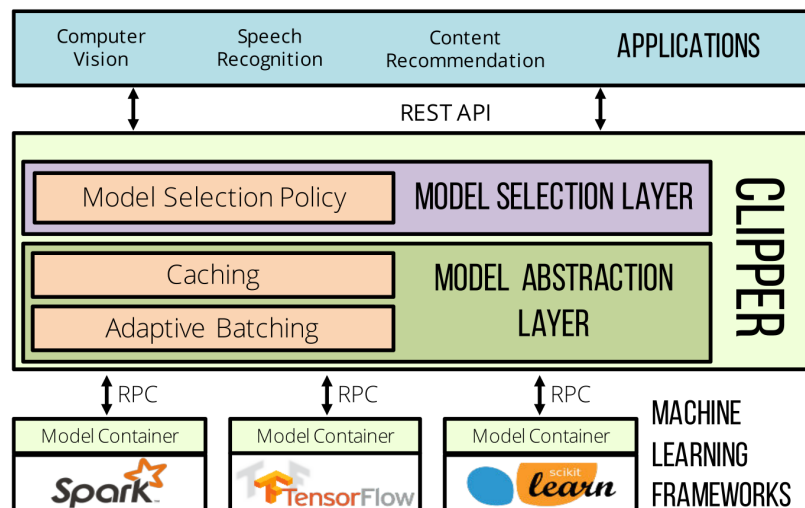 Computer Vision
Speech Recognition
Content Recommendation
APPLICATIONS
REST API
CLIPPER
Model Selection Policy
MODEL SELECTION LAYER
Caching
Adaptive Batching
MODEL ABSTRACTION
LAYER
RPC
RPC
RPC
Model Container
Spark
Model Container
TensorFlow
Model Container
scikit
learn
MACHINE
LEARNING
FRAMEWORKS